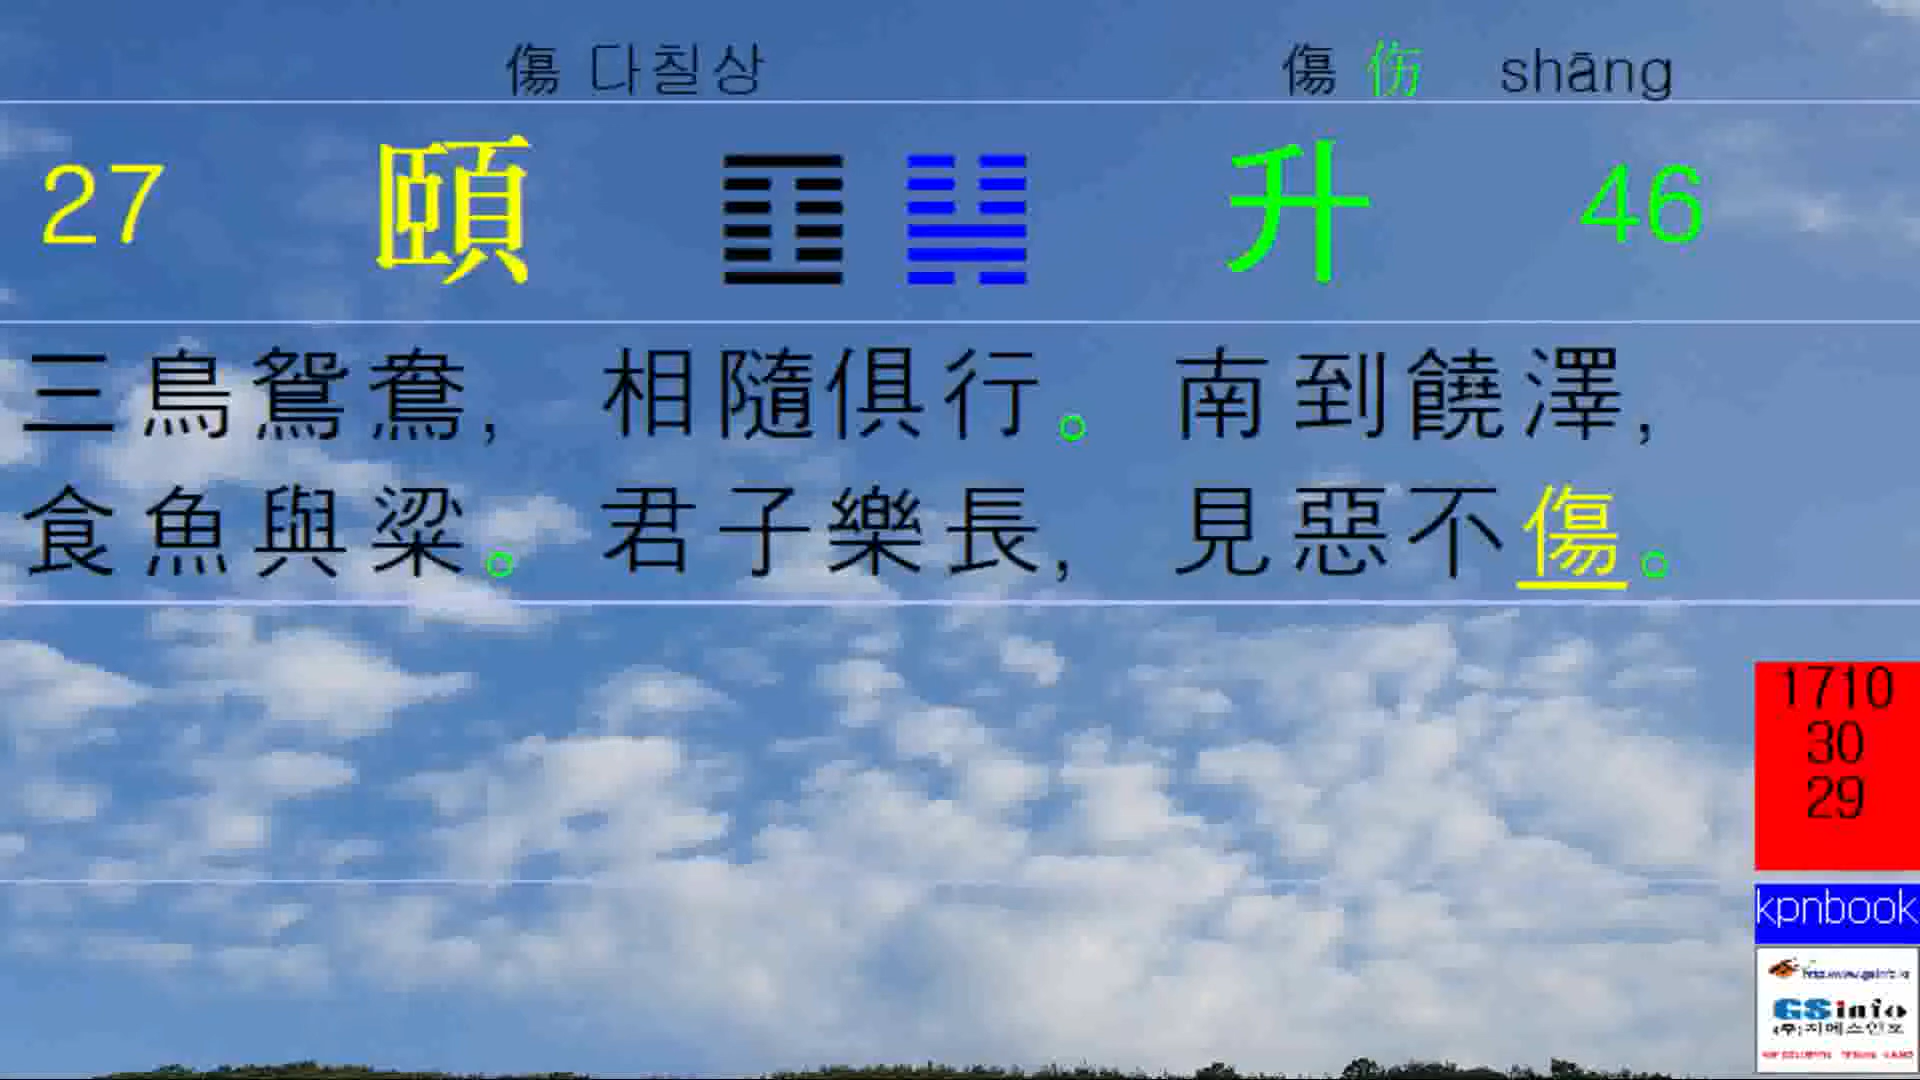 傷 다칠상 傷 伤 shāng
27 頤 升 46
三鳥鴛鴦, 相隨俱行。 南到饒澤,
食魚與粱。 君子樂長, 見惡不傷。
1710
30
29
kpnbook
GSinfo
(주)지에스인포